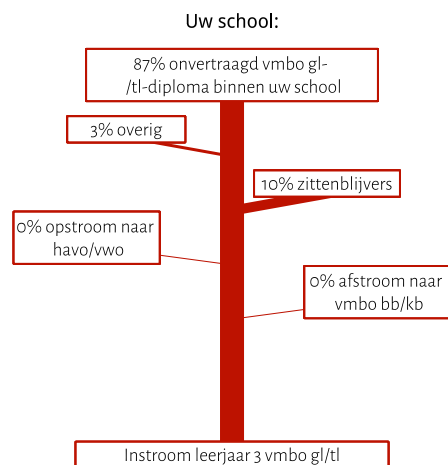 Uw school:
87% onvertraagd vmbo gl-
/tl-diploma binnen uw school
3% overig
10% zittenblijvers
0% opstroom naar
havo/vwo
0% afstroom naar
vmbo bb/kb
Instroom leerjaar 3 vmbo gl/tl